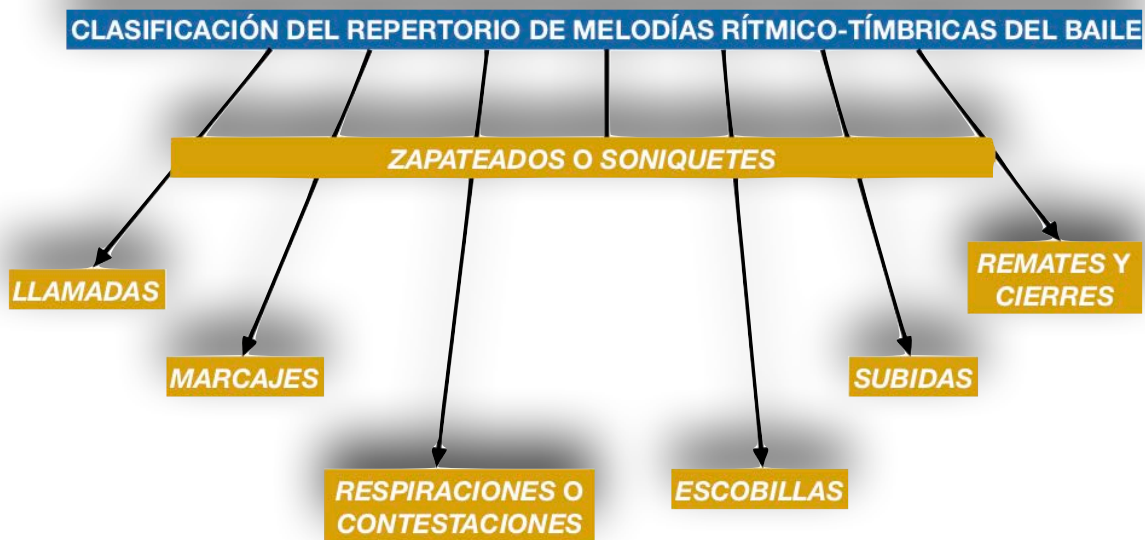 CLASIFICACIÓN DEL REPERTORIO DE MELODÍAS RÍTMICO-TÍMBRICAS DEL BAILE
ZAPATEADOS O SONIQUETES
LLAMADAS
REMATES Y
CIERRES
MARCAJES
SUBIDAS
RESPIRACIONES O
CONTESTACIONES
ESCOBILLAS